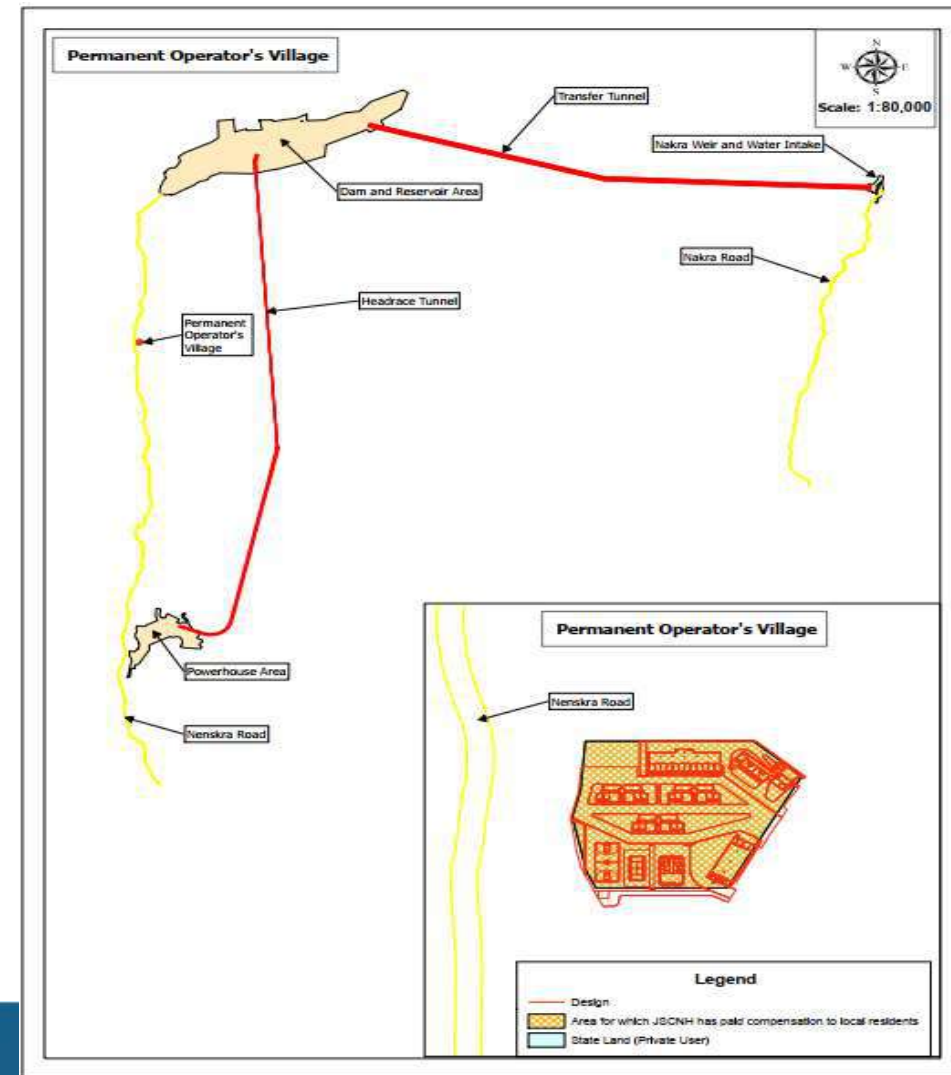 Permanent Operator's Village
N
W
E
S
Scale: 1:80,000
Transfer Tunnel
Nakra Weir and Water Intake
Dam and Reservoir Area
Nakra Road
Headrace Tunnel
Permanent
Operator's
Village
Powerhouse Area
Nenskra Road
Permanent Operator's Village
Nenskra Road
Legend
Design
Area for which JSCNH has paid compensation to local residents
State Land (Private User)